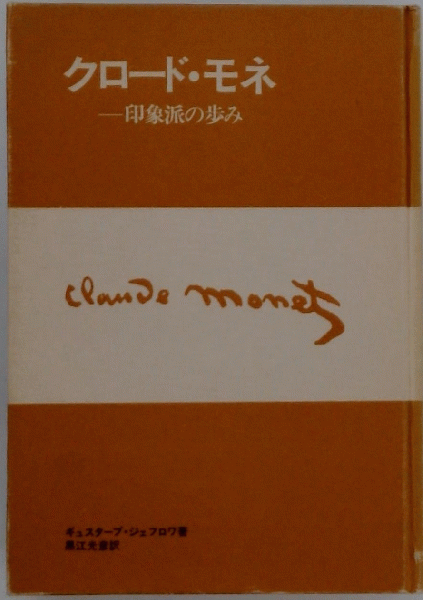 クロード・モネ
―印象派の歩み
Claude Monet
ギュスターブ・ジェフロワ著
黒江光彦訳